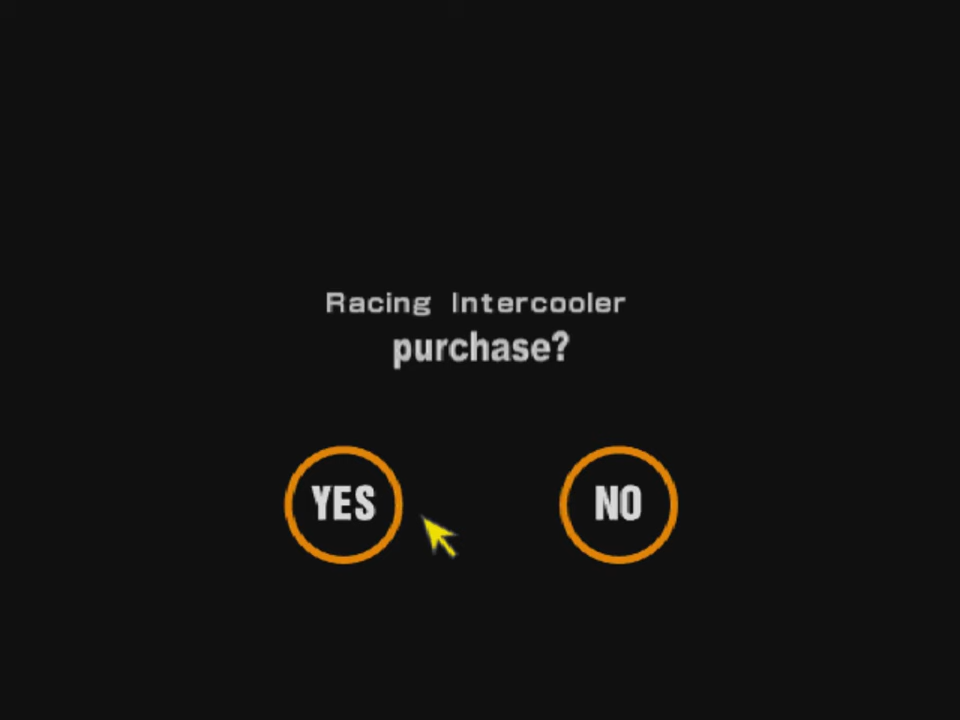 Racing Intercooler
purchase?
YES NO